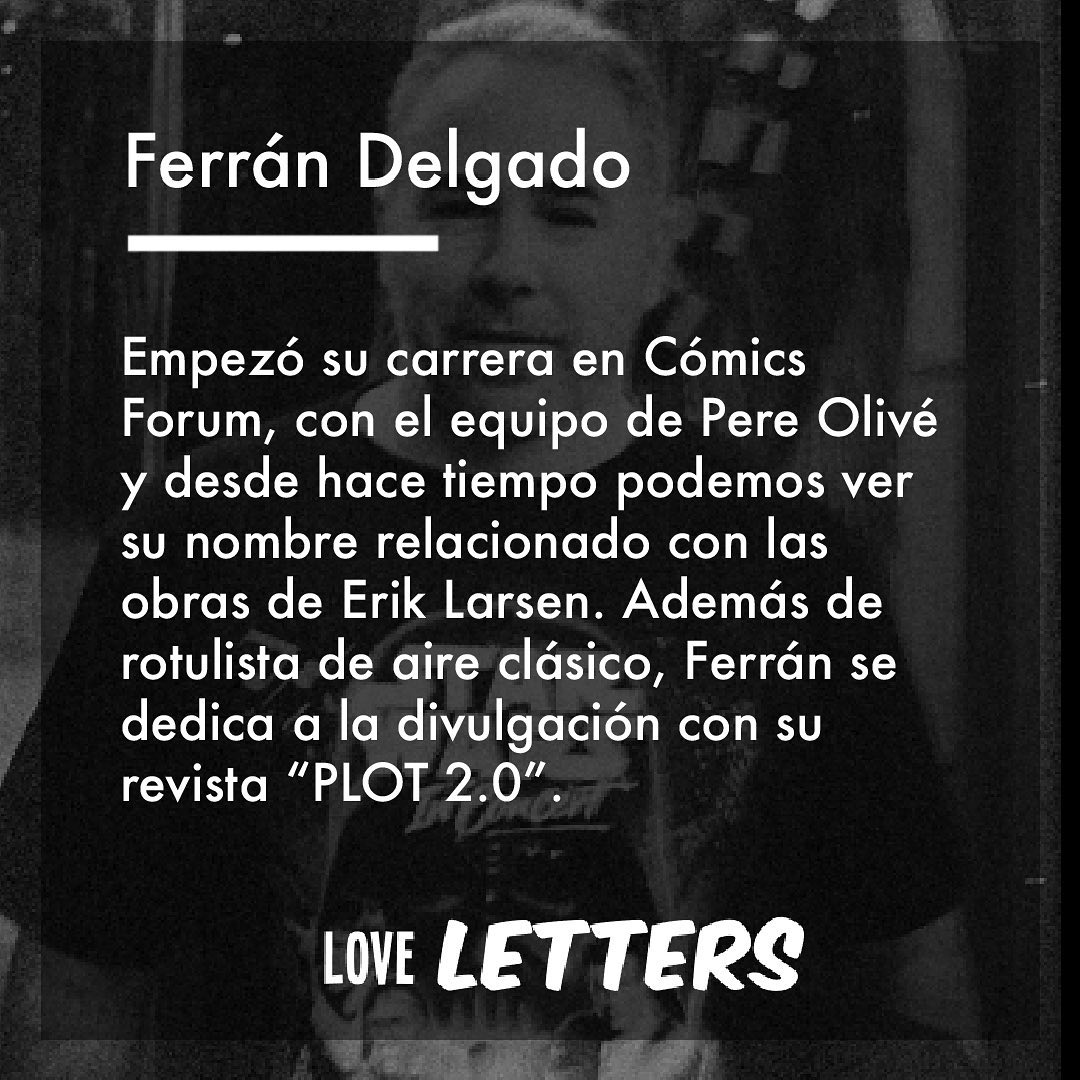 Ferrán Delgado
Empezó su carrera en Cómics
Forum, con el equipo de Pere Olivé
y desde hace tiempo podemos ver
su nombre relacionado con las
obras de Erik Larsen. Además de
rotulista de aire clásico, Ferrán se
dedica a la divulgación con su
revista “PLOT 2.0”.
In Concert
LOVE LETTERS